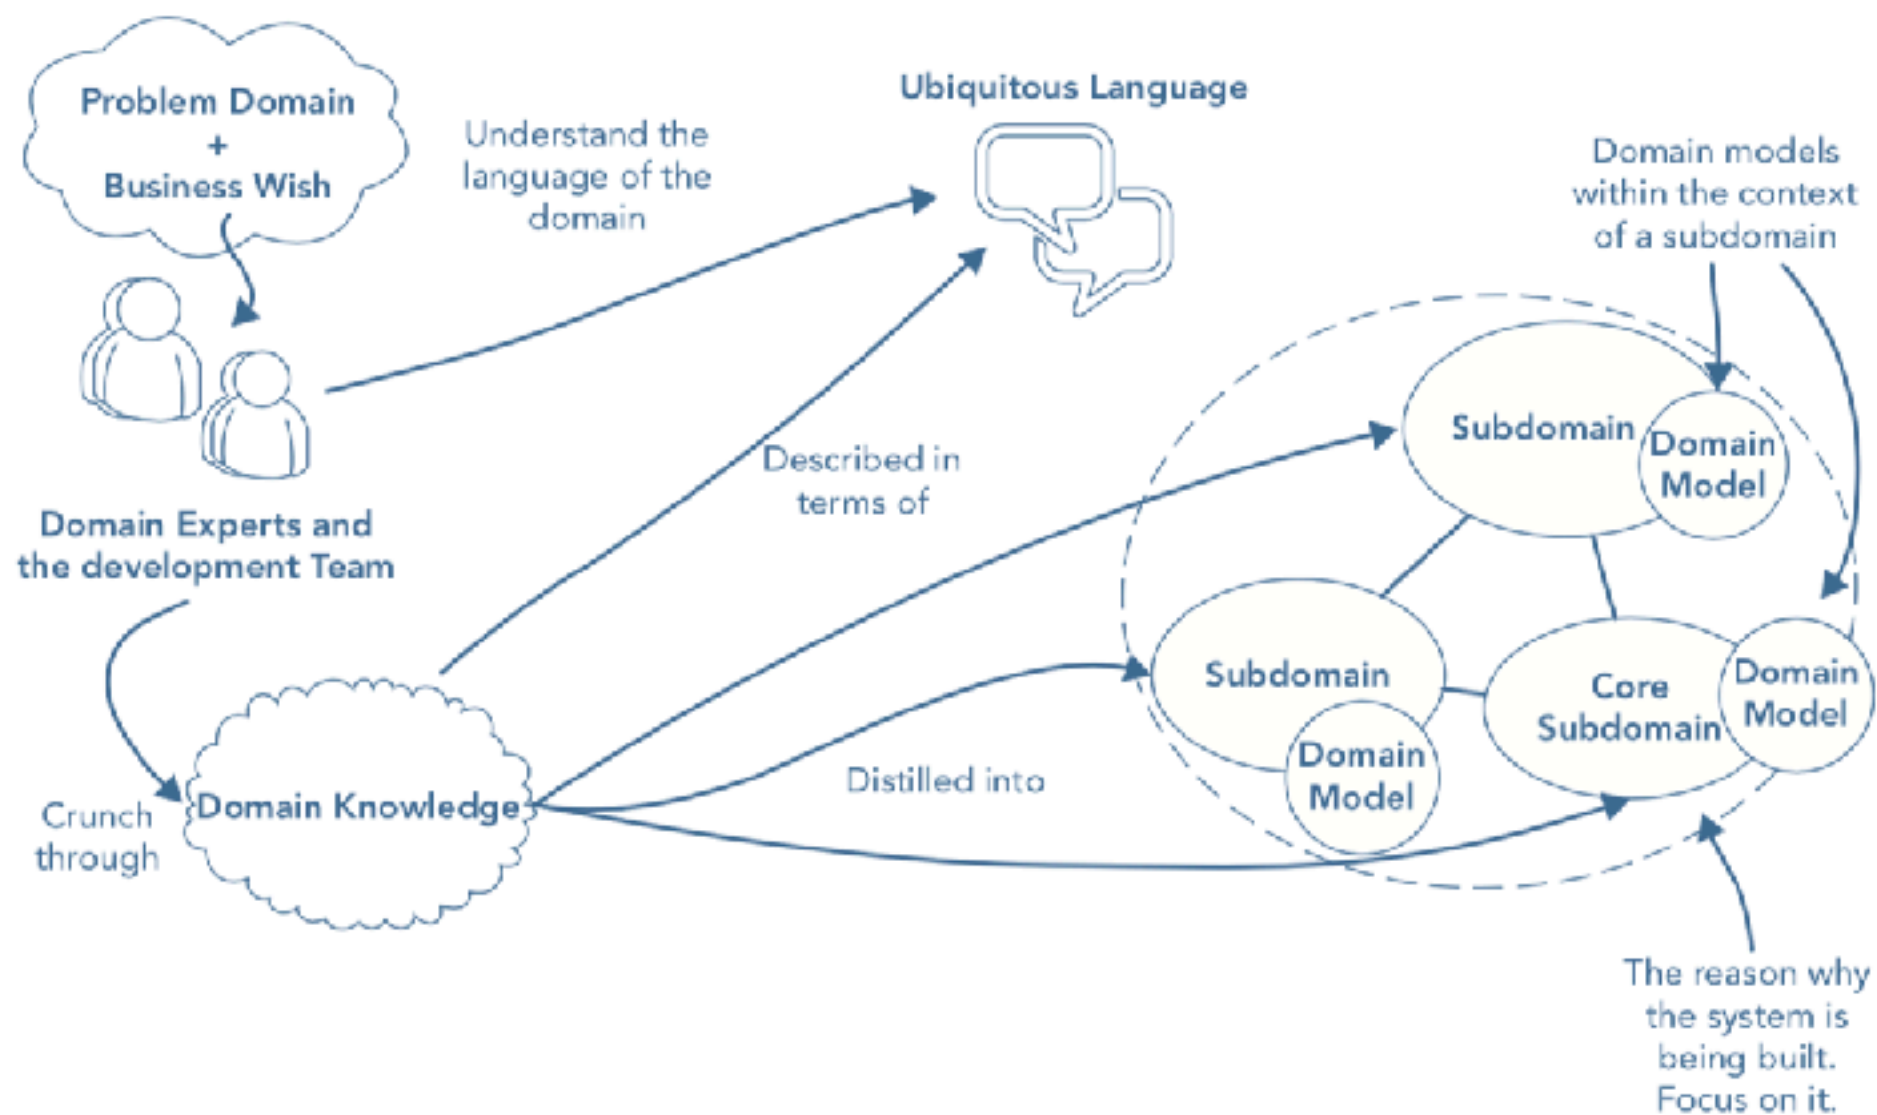 Problem Domain
+
Business Wish
Understand the
language of the
domain
Ubiquitous Language
Domain models
within the context
of a subdomain
Domain Experts and
the development Team
Described in
terms of
Subdomain
Domain
Model
Subdomain
Domain
Model
Core
Subdomain
Domain
Model
Crunch
through
Domain Knowledge
Distilled into
The reason why
the system is
being built.
Focus on it.